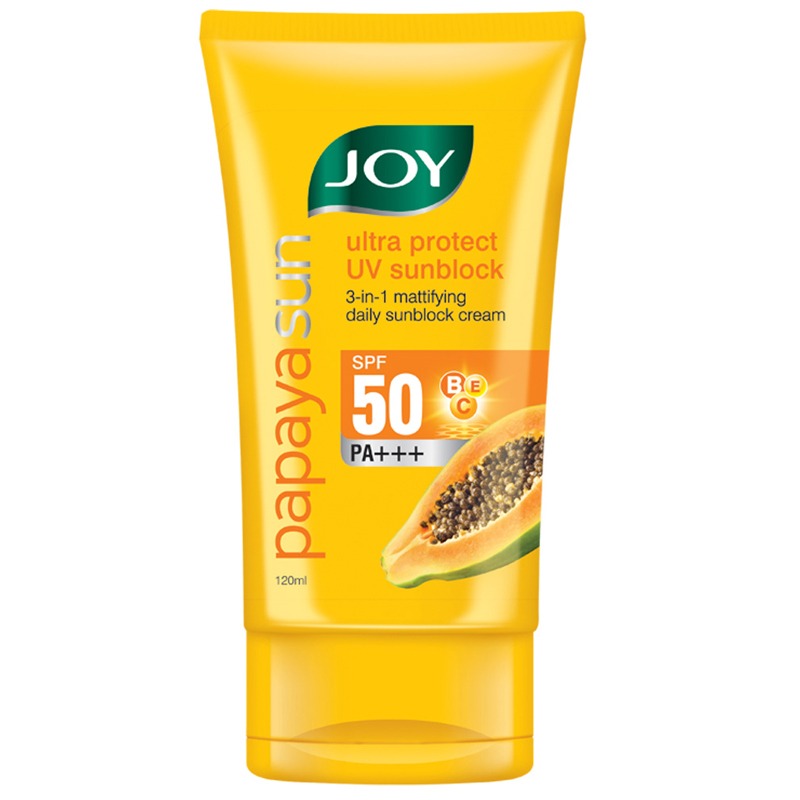 JOY
papaya sun
ultra protect
UV sunblock
3-in-1 mattifying
daily sunblock cream
SPF
50
PA+++
B E
C
120ml